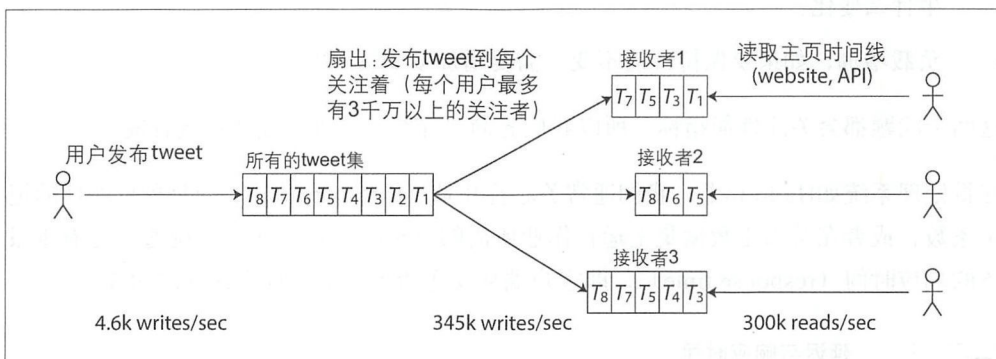 扇出:发布tweet到每个
关注着(每个用户最多
有3千万以上的关注者)
接收者1
T7 T5 T3 T1
读取主页时间线
(website, API)
用户发布tweet
所有的tweet集
T8 T7 T6 T5 T4 T3 T2 T1
接收者2
T8 T6 T5
接收者3
T8 T7 T5 T4 T3
4.6k writes/sec
345k writes/sec
300k reads/sec